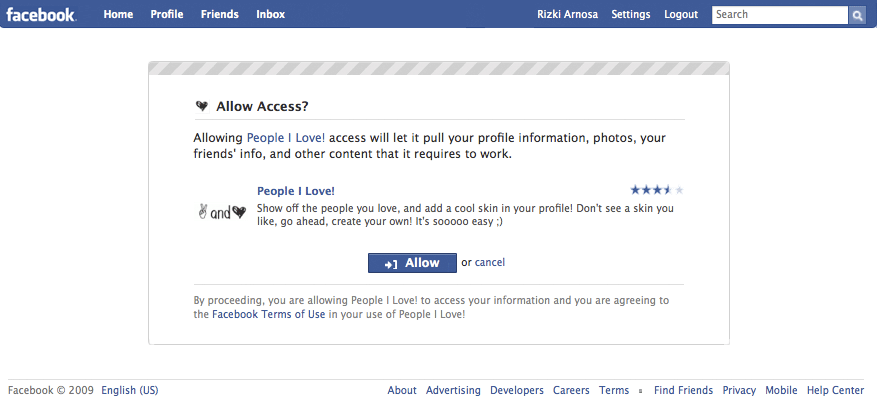 facebook Home Profile Friends Inbox Rizki Arnosa Settings Logout Search
Allow Access?
Allowing People I Love! access will let it pull your profile information, photos, your
friends' info, and other content that it requires to work.
People I Love!
and
Show off the people you love, and add a cool skin in your profile! Don't see a skin you
like, go ahead, create your own! It's sooooo easy ;)
Allow or cancel
By proceeding, you are allowing People I Love! to access your information and you are agreeing to
the Facebook Terms of Use in your use of People I Love!
Facebook © 2009 English (US) About Advertising Developers Careers Terms Find Friends Privacy Mobile Help Center